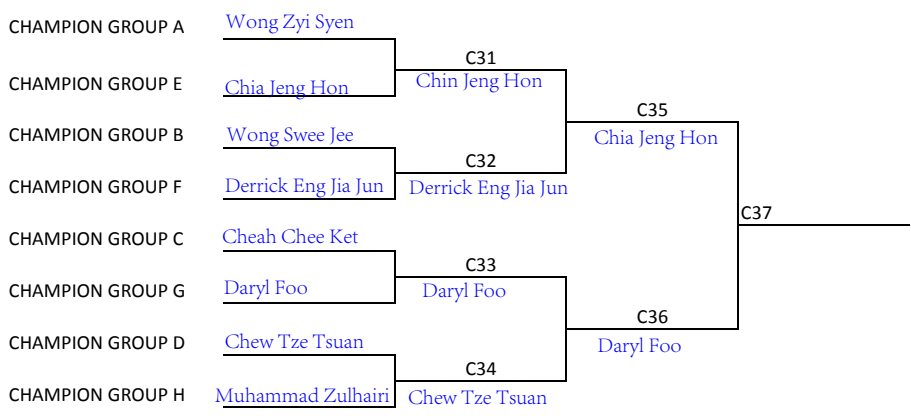 CHAMPION GROUP A Wong Zyi Syen
C31
CHAMPION GROUP E Chia Jeng Hon Chin Jeng Hon
C35
CHAMPION GROUP B Wong Swee Jee Chia Jeng Hon
C32
CHAMPION GROUP F Derrick Eng Jia Jun Derrick Eng Jia Jun
C37
CHAMPION GROUP C Cheah Chee Ket
C33
CHAMPION GROUP G Daryl Foo Daryl Foo
C36
CHAMPION GROUP D Chew Tze Tsuan Daryl Foo
C34
CHAMPION GROUP H Muhammad Zulhairi Chew Tze Tsuan